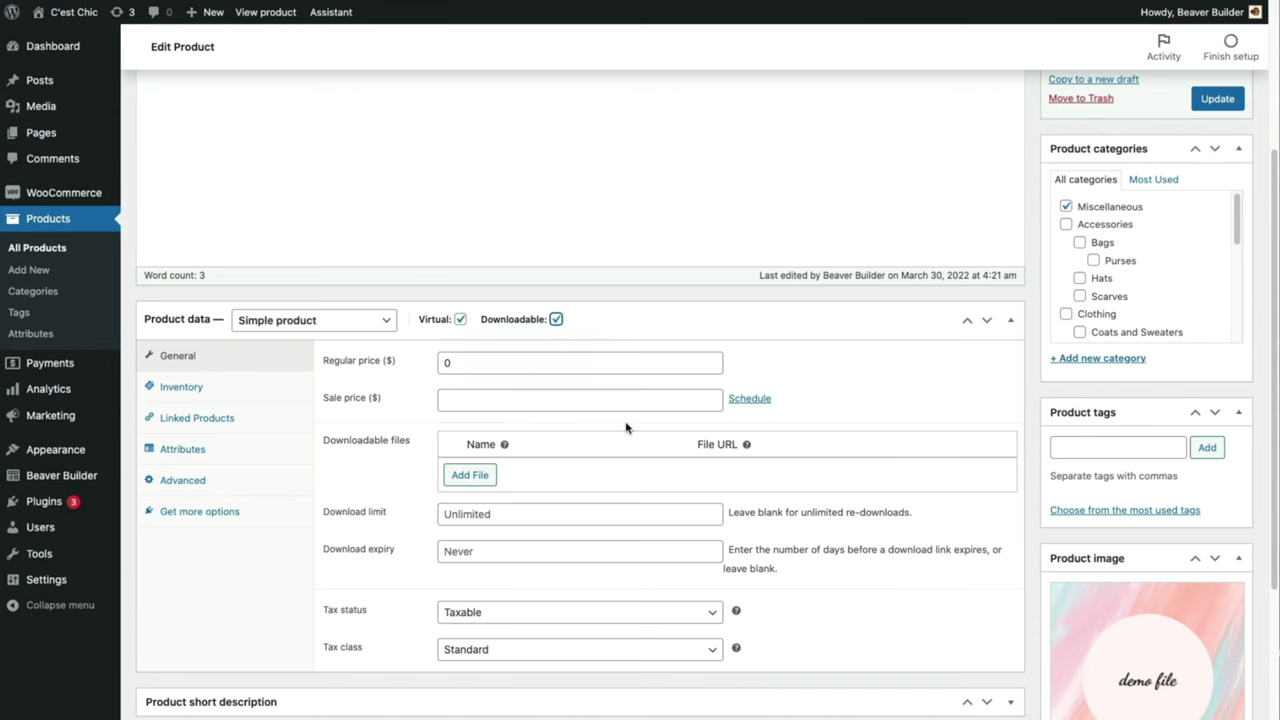 C'est Chic 3 0 New View product Assistant Howdy, Beaver Builder
Edit Product
Activity
Finish setup
Dashboard
Posts
Media
Pages
Comments
WooCommerce
Products
All Products
Add New
Categories
Tags
Attributes
Payments
Analytics
Marketing
Appearance
Beaver Builder
Plugins 3
Users
Tools
Settings
Collapse menu
Word count: 3
Last edited by Beaver Builder on March 30, 2022 at 4:21 am
Product data — Simple product Virtual: Downloadable:
General
Inventory
Linked Products
Attributes
Advanced
Get more options
Regular price ($) 0
Sale price ($) Schedule
Downloadable files Name File URL
Add File
Download limit Unlimited Leave blank for unlimited re-downloads.
Download expiry Never Enter the number of days before a download link expires, or
leave blank.
Tax status Taxable
Tax class Standard
Product short description
Copy to a new draft
Move to Trash
Update
Product categories
All categories Most Used
Miscellaneous
Accessories
Bags
Purses
Hats
Scarves
Clothing
Coats and Sweaters
+ Add new category
Product tags
Add
Separate tags with commas
Choose from the most used tags
Product image
demo file